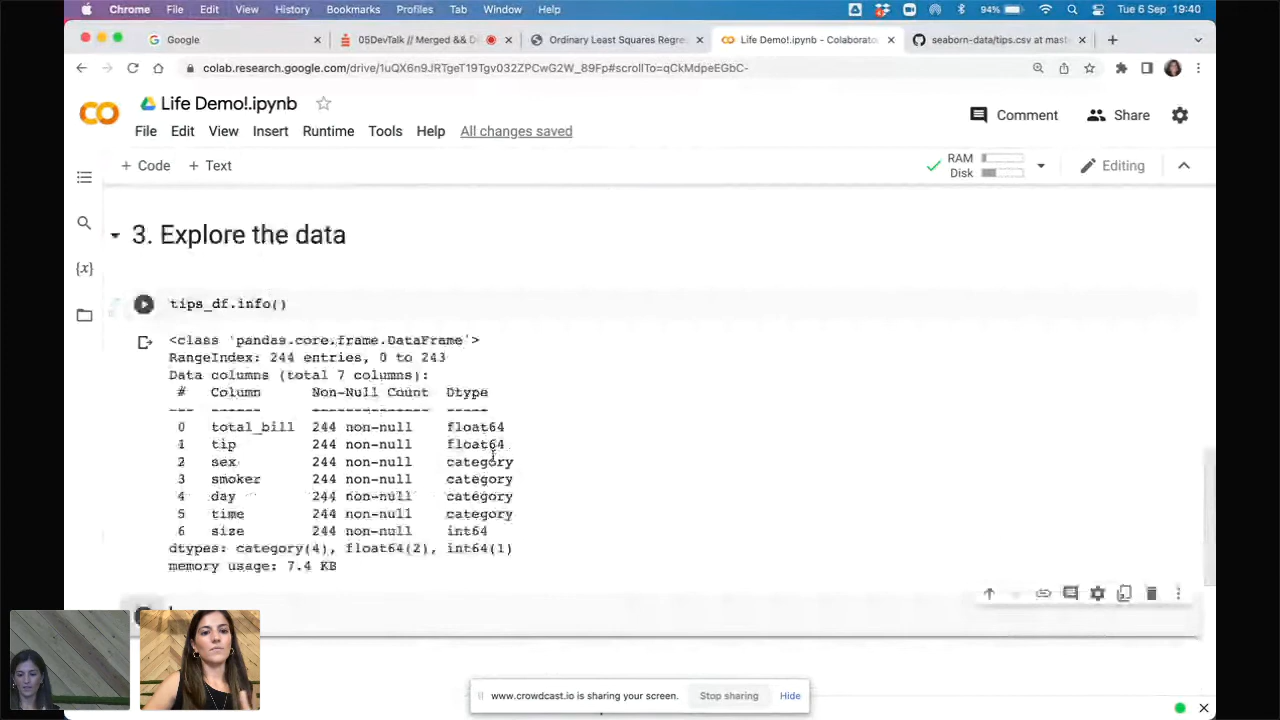 Chrome File Edit View History Bookmarks Profiles Tab Window Help 94% Tue 6 Sep 19:40
Google
05DevTalk // Merged && De
Ordinary Least Squares Regres
Life Demo!.ipynb - Colaborato
seaborn-data/tips.csv at mast
colab.research.google.com/drive/1uQX6n9JRTgeT19Tgv032ZPCwG2W_89Fp#scrollTo=qCkMdpeEGbC-
Life Demo!.ipynb
Comment Share
File Edit View Insert Runtime Tools Help All changes saved
+ Code + Text
RAM
Disk
Editing
3. Explore the data
{x}
tips_df.info()
<class 'pandas.core.frame.DataFrame'>
RangeIndex: 244 entries, 0 to 243
Data columns (total 7 columns):
# Column Non-Null Count Dtype
--- ------ -------------- -----
0 total_bill 244 non-null float64
1 tip 244 non-null float64
2 sex 244 non-null category
3 smoker 244 non-null category
4 day 244 non-null category
5 time 244 non-null category
6 size 244 non-null int64
dtypes: category(4), float64(2), int64(1)
memory usage: 7.4 KB
www.crowdcast.io is sharing your screen. Stop sharing Hide